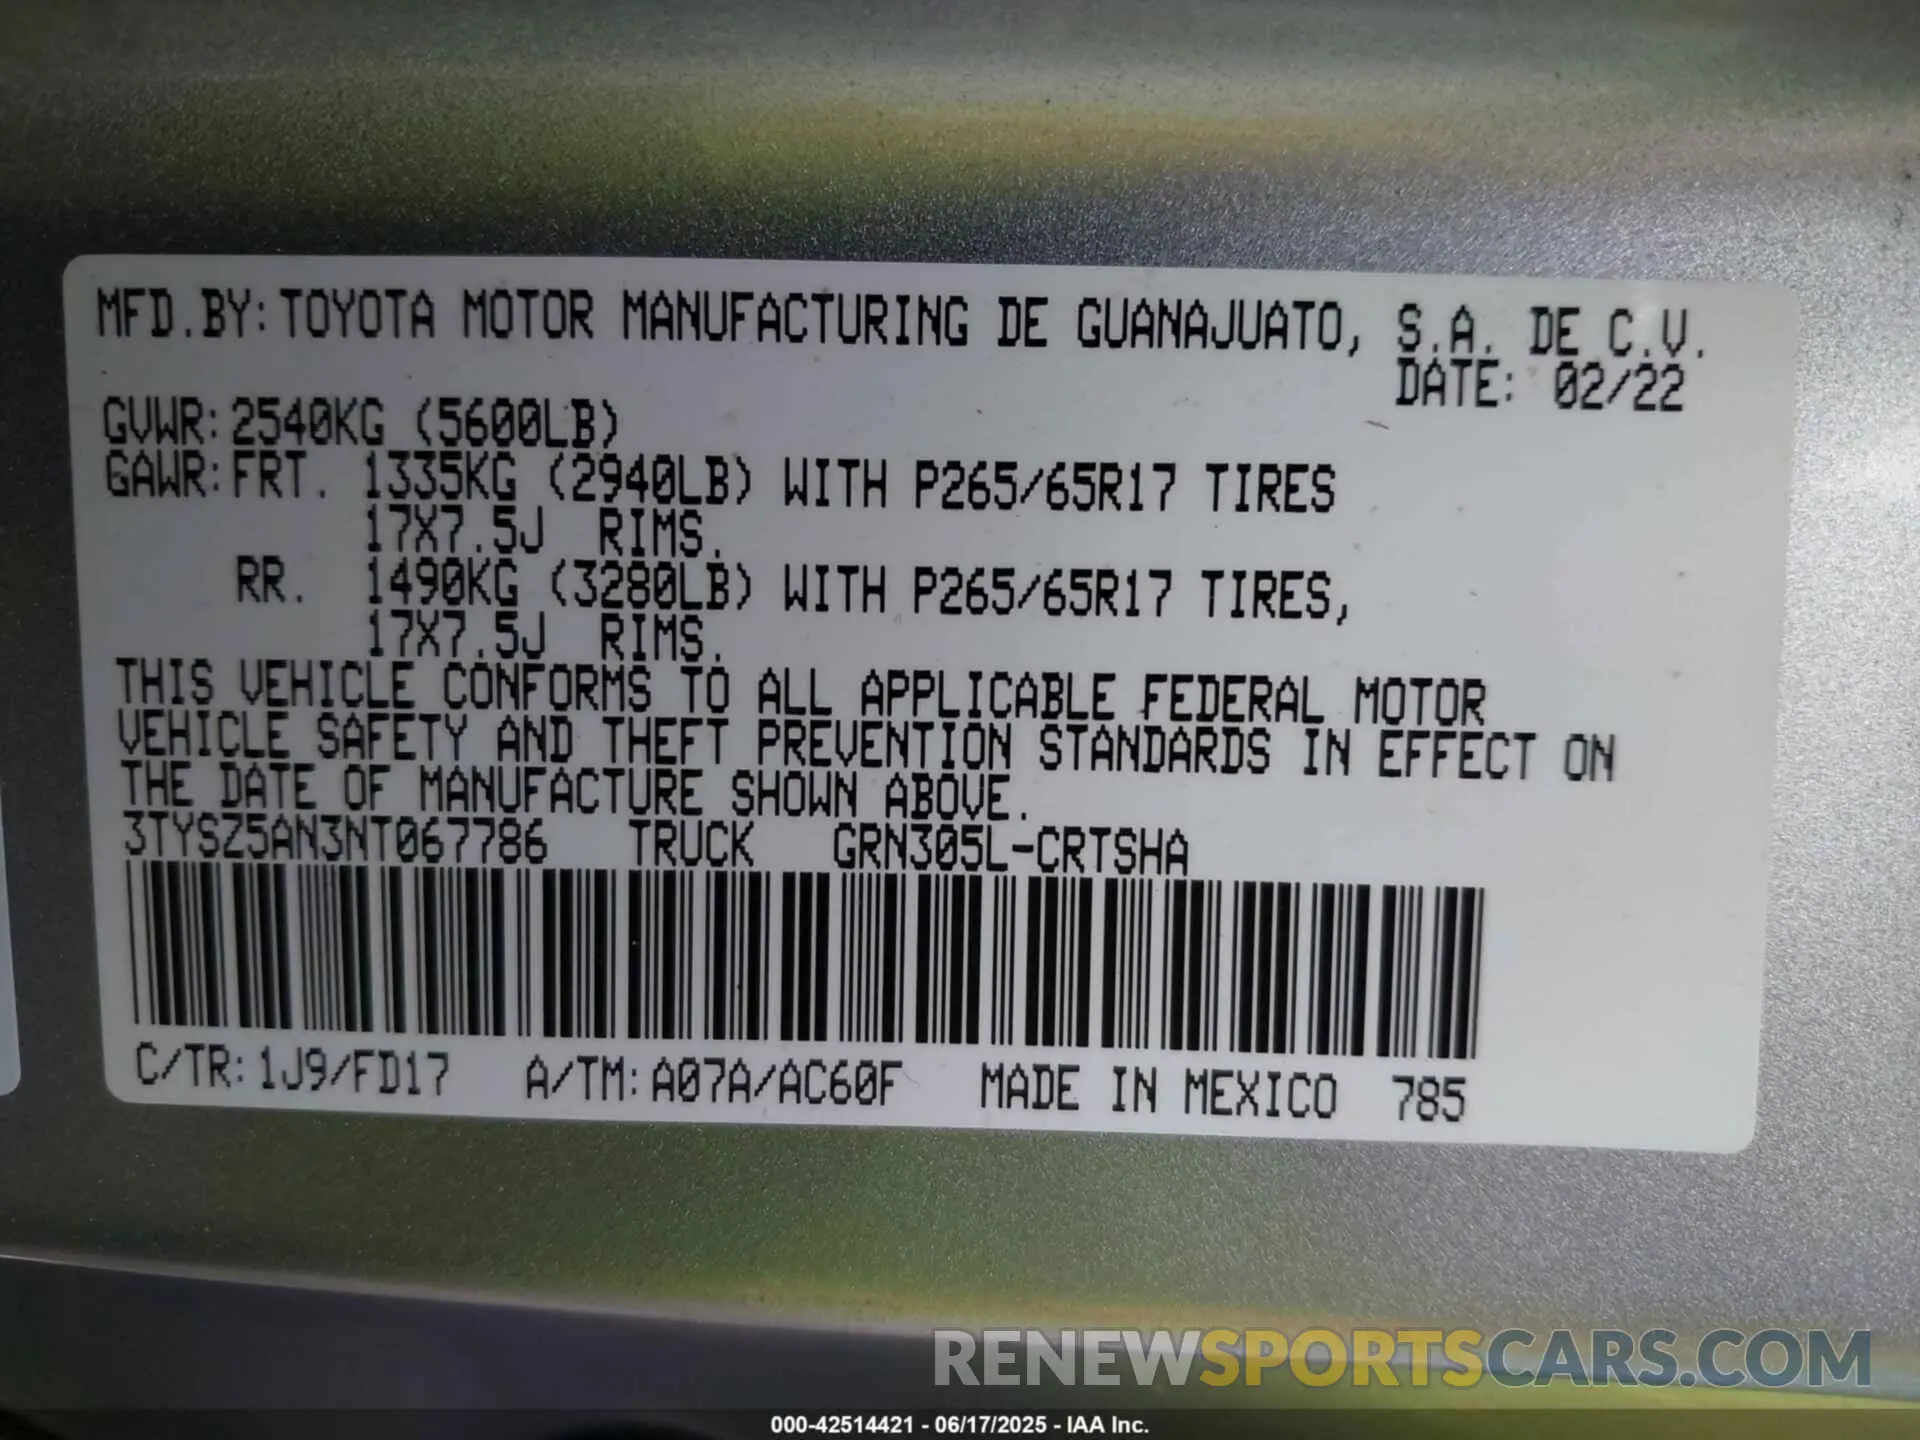 MFD.BY: TOYOTA MOTOR MANUFACTURING DE GUANAJUATO, S.A. DE C.V.
DATE: 02/22
GVWR: 2540KG (5600LB)
GAWR: FRT. 1335KG (2940LB) WITH P265/65R17 TIRES
17X7.5J RIMS.
RR. 1490KG (3280LB) WITH P265/65R17 TIRES,
17X7.5J RIMS.
THIS VEHICLE CONFORMS TO ALL APPLICABLE FEDERAL MOTOR
VEHICLE SAFETY AND THEFT PREVENTION STANDARDS IN EFFECT ON
THE DATE OF MANUFACTURE SHOWN ABOVE.
3TYSZ5AN3NT067786 TRUCK GRN305L-CRTSHA
C/TR: 1J9/FD17 A/TM: A07A/AC60F MADE IN MEXICO 785
RENEWSPORTSCARS.COM
000-42514421 - 06/17/2025 - IAA Inc.